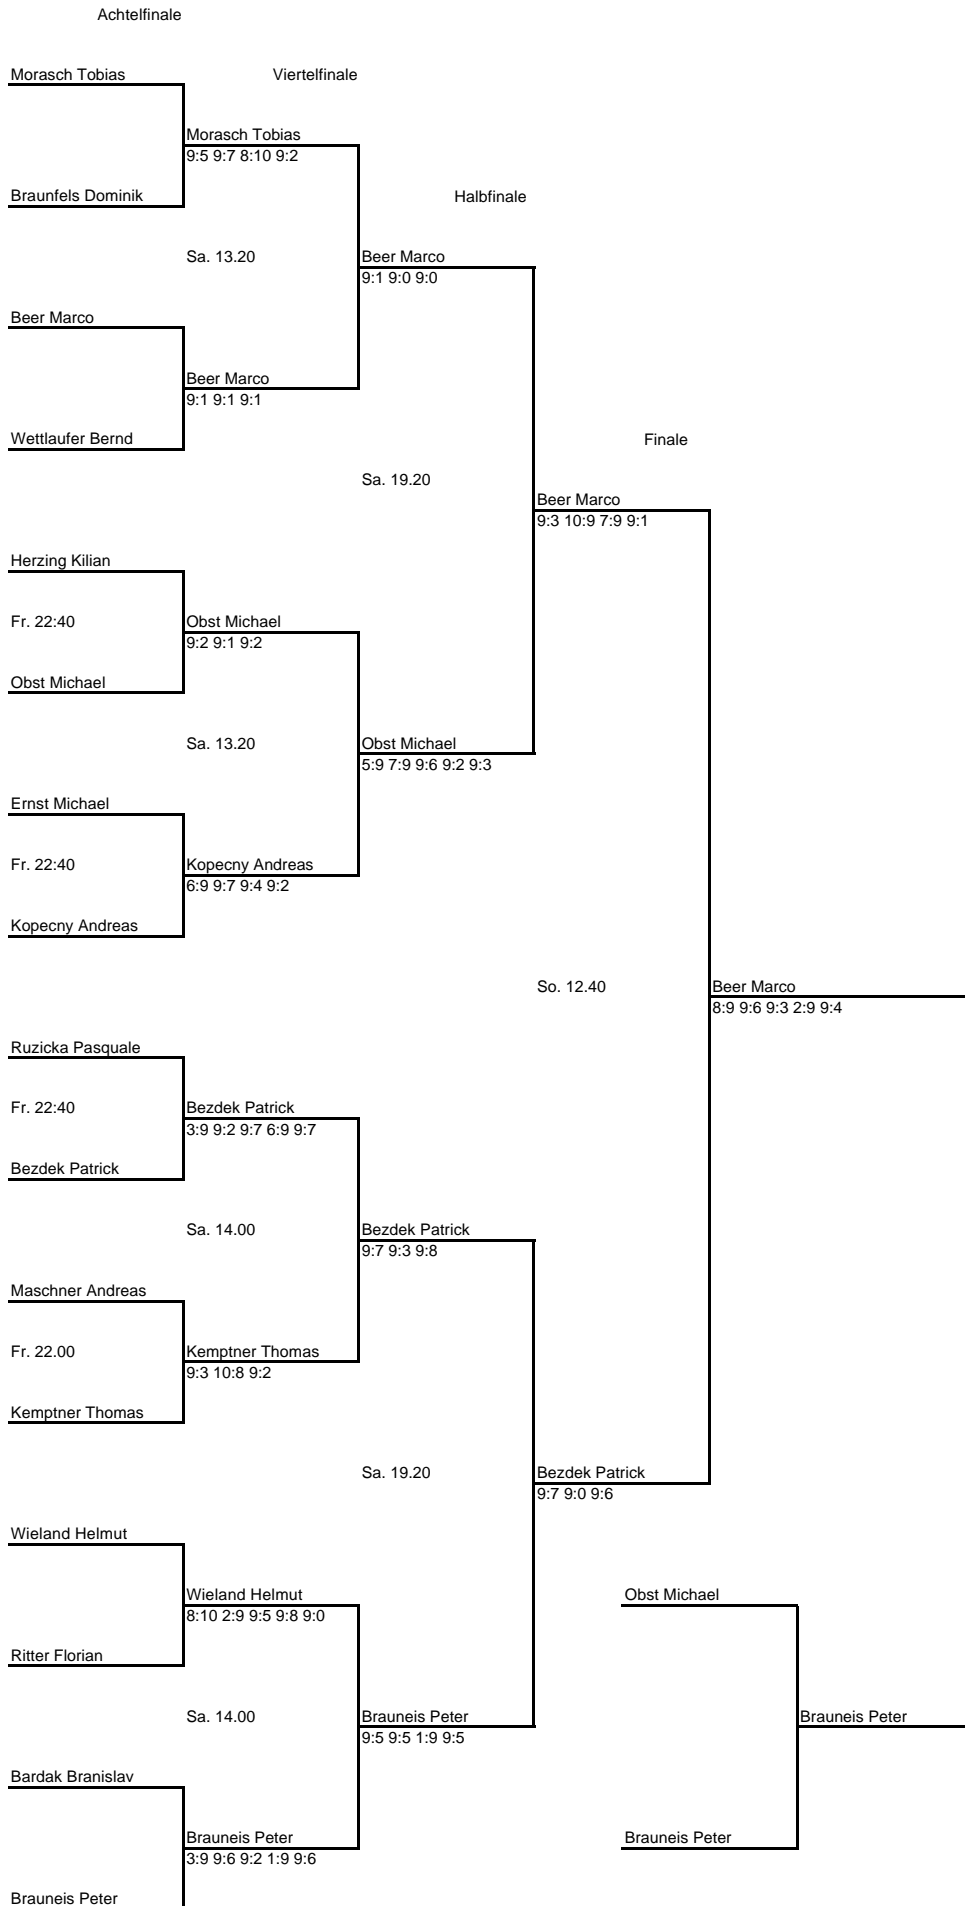 Achtelfinale
Morasch Tobias
Viertelfinale
Morasch Tobias
9:5 9:7 8:10 9:2
Braunfels Dominik
Halbfinale
Sa. 13.20
Beer Marco
9:1 9:0 9:0
Beer Marco
Beer Marco
9:1 9:1 9:1
Wettlaufer Bernd
Finale
Sa. 19.20
Beer Marco
9:3 10:9 7:9 9:1
Herzing Kilian
Fr. 22:40
Obst Michael
9:2 9:1 9:2
Obst Michael
Sa. 13.20
Obst Michael
5:9 7:9 9:6 9:2 9:3
Ernst Michael
Fr. 22:40
Kopecny Andreas
6:9 9:7 9:4 9:2
Kopecny Andreas
So. 12.40
Beer Marco
8:9 9:6 9:3 2:9 9:4
Ruzicka Pasquale
Fr. 22:40
Bezdek Patrick
3:9 9:2 9:7 6:9 9:7
Bezdek Patrick
Sa. 14.00
Bezdek Patrick
9:7 9:3 9:8
Maschner Andreas
Fr. 22.00
Kemptner Thomas
9:3 10:8 9:2
Kemptner Thomas
Sa. 19.20
Bezdek Patrick
9:7 9:0 9:6
Wieland Helmut
Wieland Helmut
8:10 2:9 9:5 9:8 9:0
Obst Michael
Ritter Florian
Sa. 14.00
Brauneis Peter
9:5 9:5 1:9 9:5
Brauneis Peter
Bardak Branislav
Brauneis Peter
3:9 9:6 9:2 1:9 9:6
Brauneis Peter
Brauneis Peter